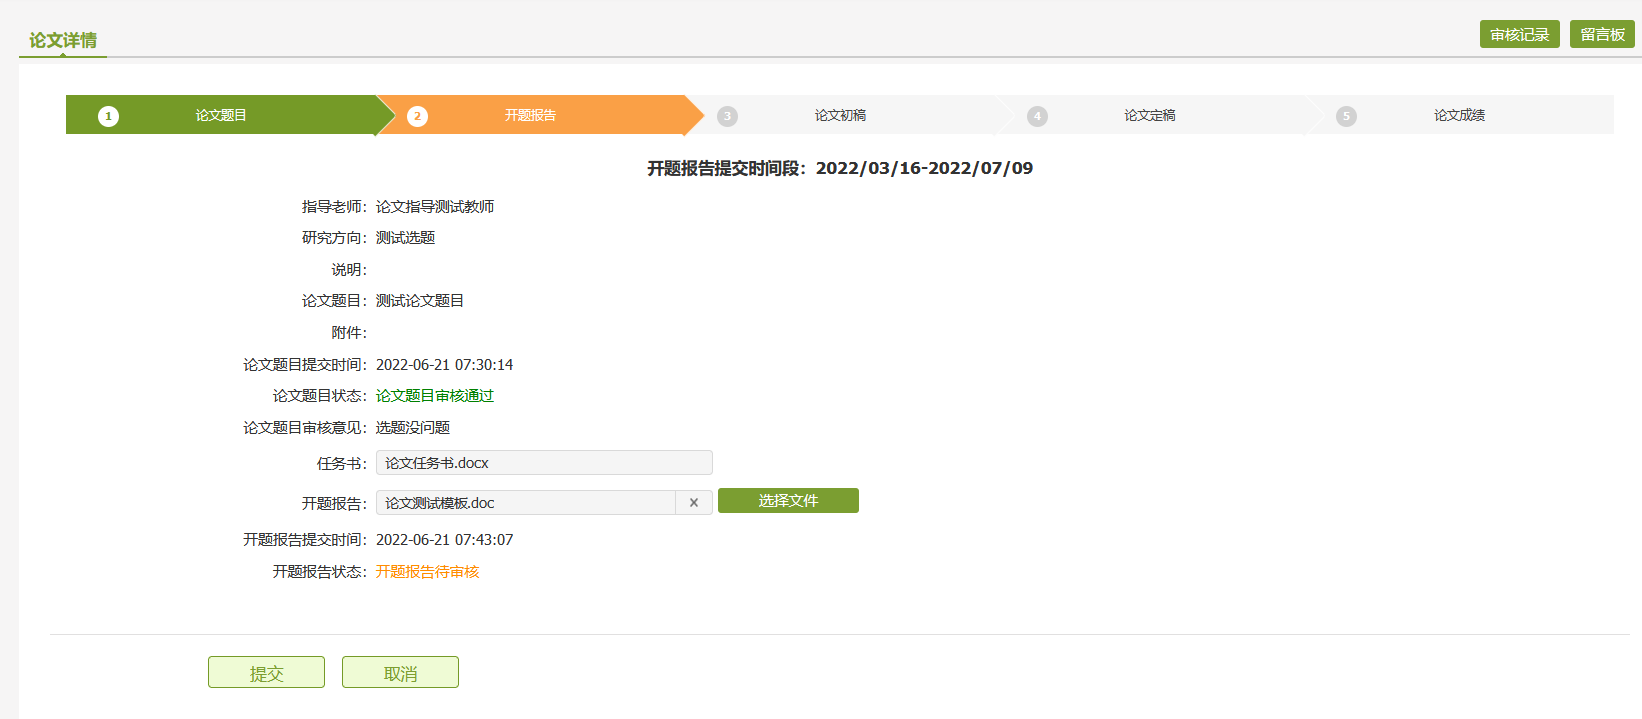 论文详情
审核记录
留言板
1 论文题目
2 开题报告
3 论文初稿
4 论文定稿
5 论文成绩
开题报告提交时间段：2022/03/16-2022/07/09
指导老师：论文指导测试教师
研究方向：测试选题
说明：
论文题目：测试论文题目
附件：
论文题目提交时间：2022-06-21 07:30:14
论文题目状态：论文题目审核通过
论文题目审核意见：选题没问题
任务书：论文任务书.docx
开题报告：论文测试模板.doc × 选择文件
开题报告提交时间：2022-06-21 07:43:07
开题报告状态：开题报告待审核
提交 取消